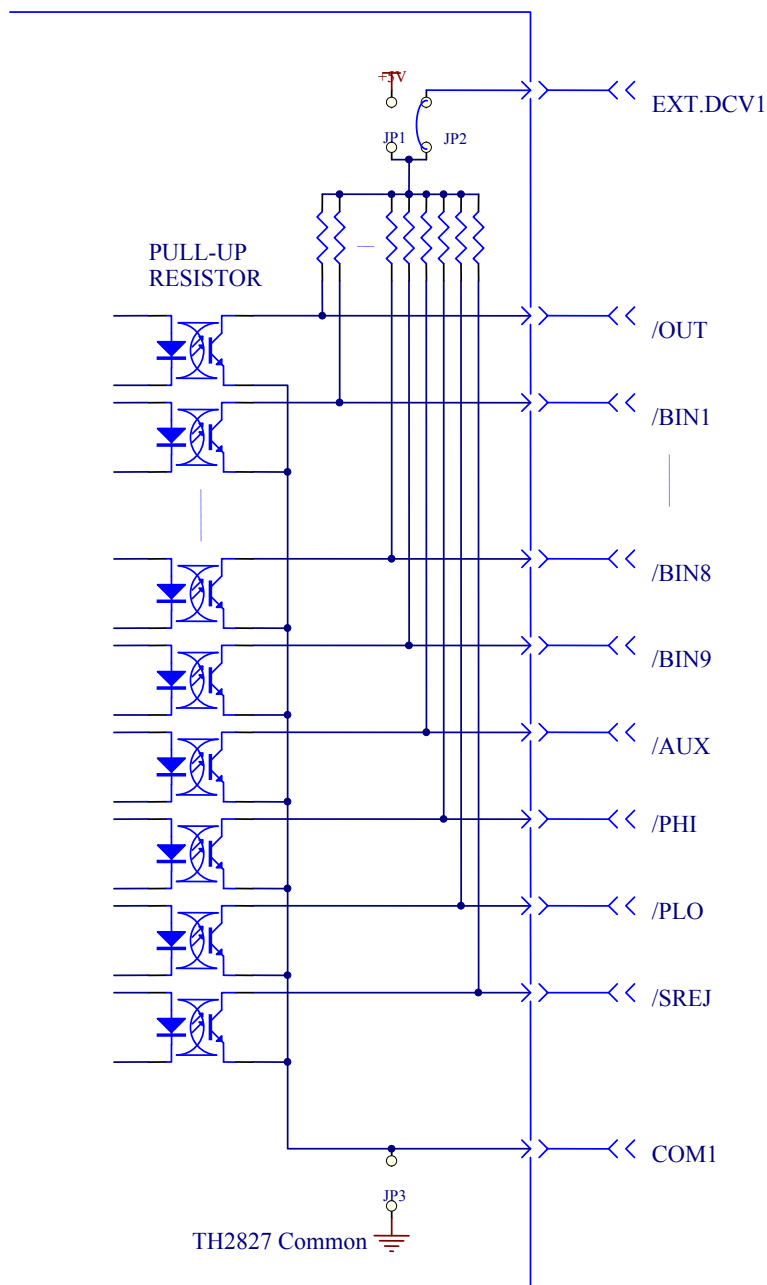 +5V
EXT.DCV1
JP1
JP2
PULL-UP
RESISTOR
/OUT
/BIN1
/BIN8
/BIN9
/AUX
/PHI
/PLO
/SREJ
COM1
JP3
TH2827 Common